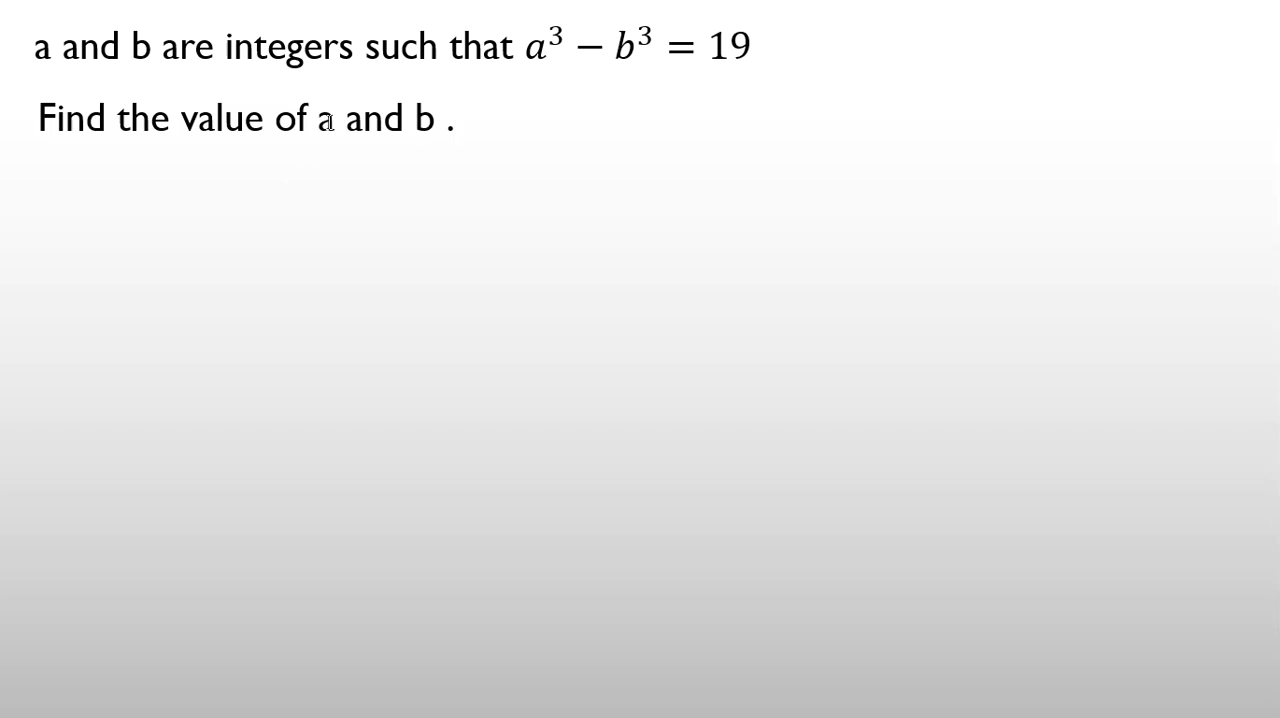 a and b are integers such that a³ − b³ = 19
Find the value of a and b .